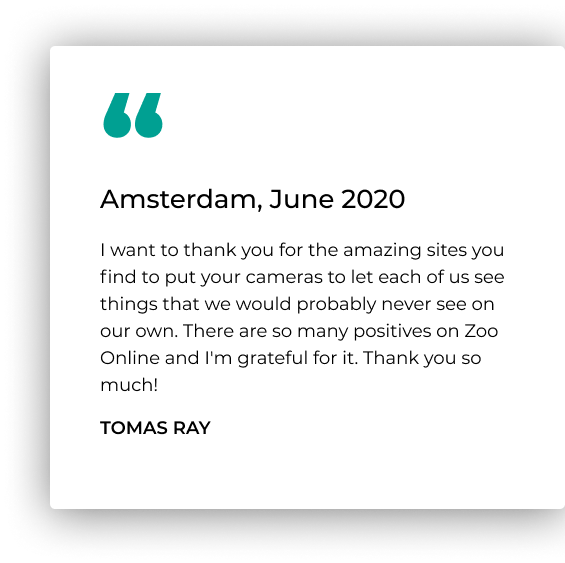 “
Amsterdam, June 2020
I want to thank you for the amazing sites you
find to put your cameras to let each of us see
things that we would probably never see on
our own. There are so many positives on Zoo
Online and I'm grateful for it. Thank you so
much!
TOMAS RAY